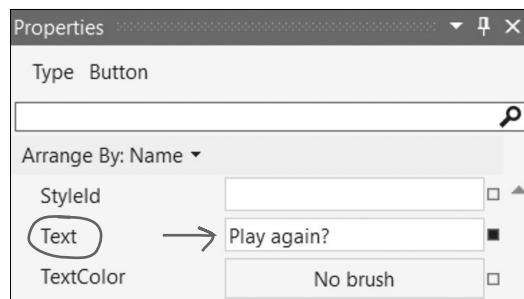 Properties
Type Button
Arrange By: Name
StyleId
Text Play again?
TextColor No brush